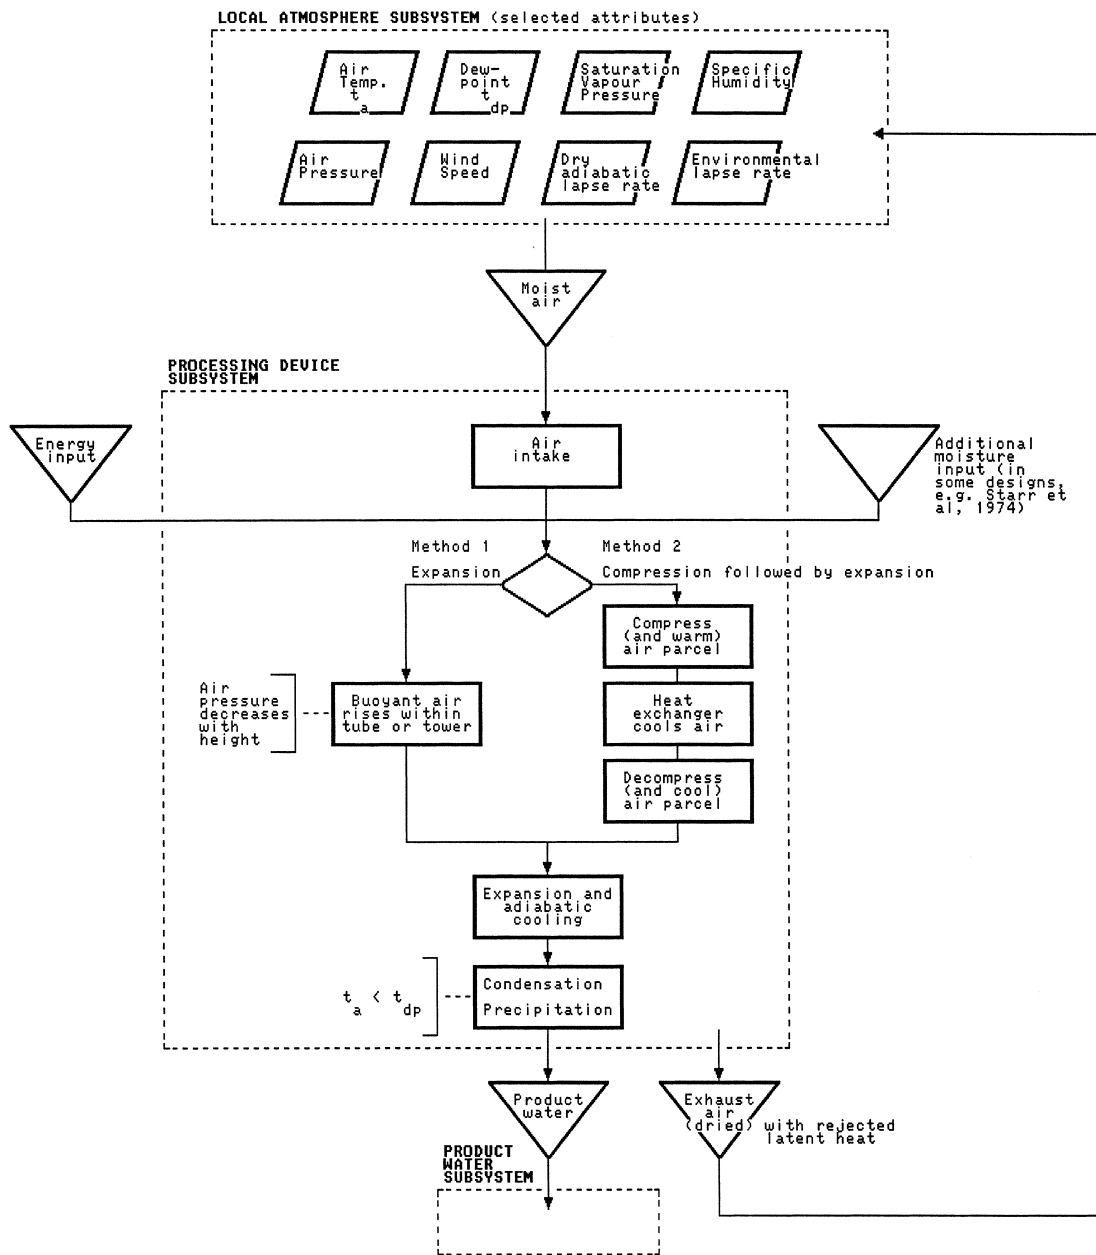 LOCAL ATMOSPHERE SUBSYSTEM (selected attributes)
Air
Temp.
t
a
Dew-
point
t
dp
Saturation
Vapour
Pressure
Specific
Humidity
Air
Pressure
Wind
Speed
Dry
adiabatic
lapse rate
Environmental
lapse rate
Moist
air
PROCESSING DEVICE
SUBSYSTEM
Energy
input
Air
intake
Additional
moisture
input (in
some designs,
e.g. Starr et
al, 1974)
Method 1
Expansion
Method 2
Compression followed by expansion
Compress
(and warm)
air parcel
Air
pressure
decreases
with
height
Buoyant air
rises within
tube or tower
Heat
exchanger
cools air
Decompress
(and cool)
air parcel
Expansion and
adiabatic
cooling
t < t
a dp
Condensation
Precipitation
Product
water
Exhaust
air
(dried) with rejected
latent heat
PRODUCT
WATER
SUBSYSTEM